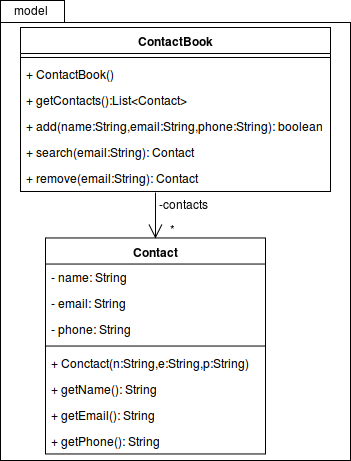 model
ContactBook
+ ContactBook()
+ getContacts():List<Contact>
+ add(name:String,email:String,phone:String): boolean
+ search(email:String): Contact
+ remove(email:String): Contact
-contacts
*
Contact
- name: String
- email: String
- phone: String
+ Conctact(n:String,e:String,p:String)
+ getName(): String
+ getEmail(): String
+ getPhone(): String